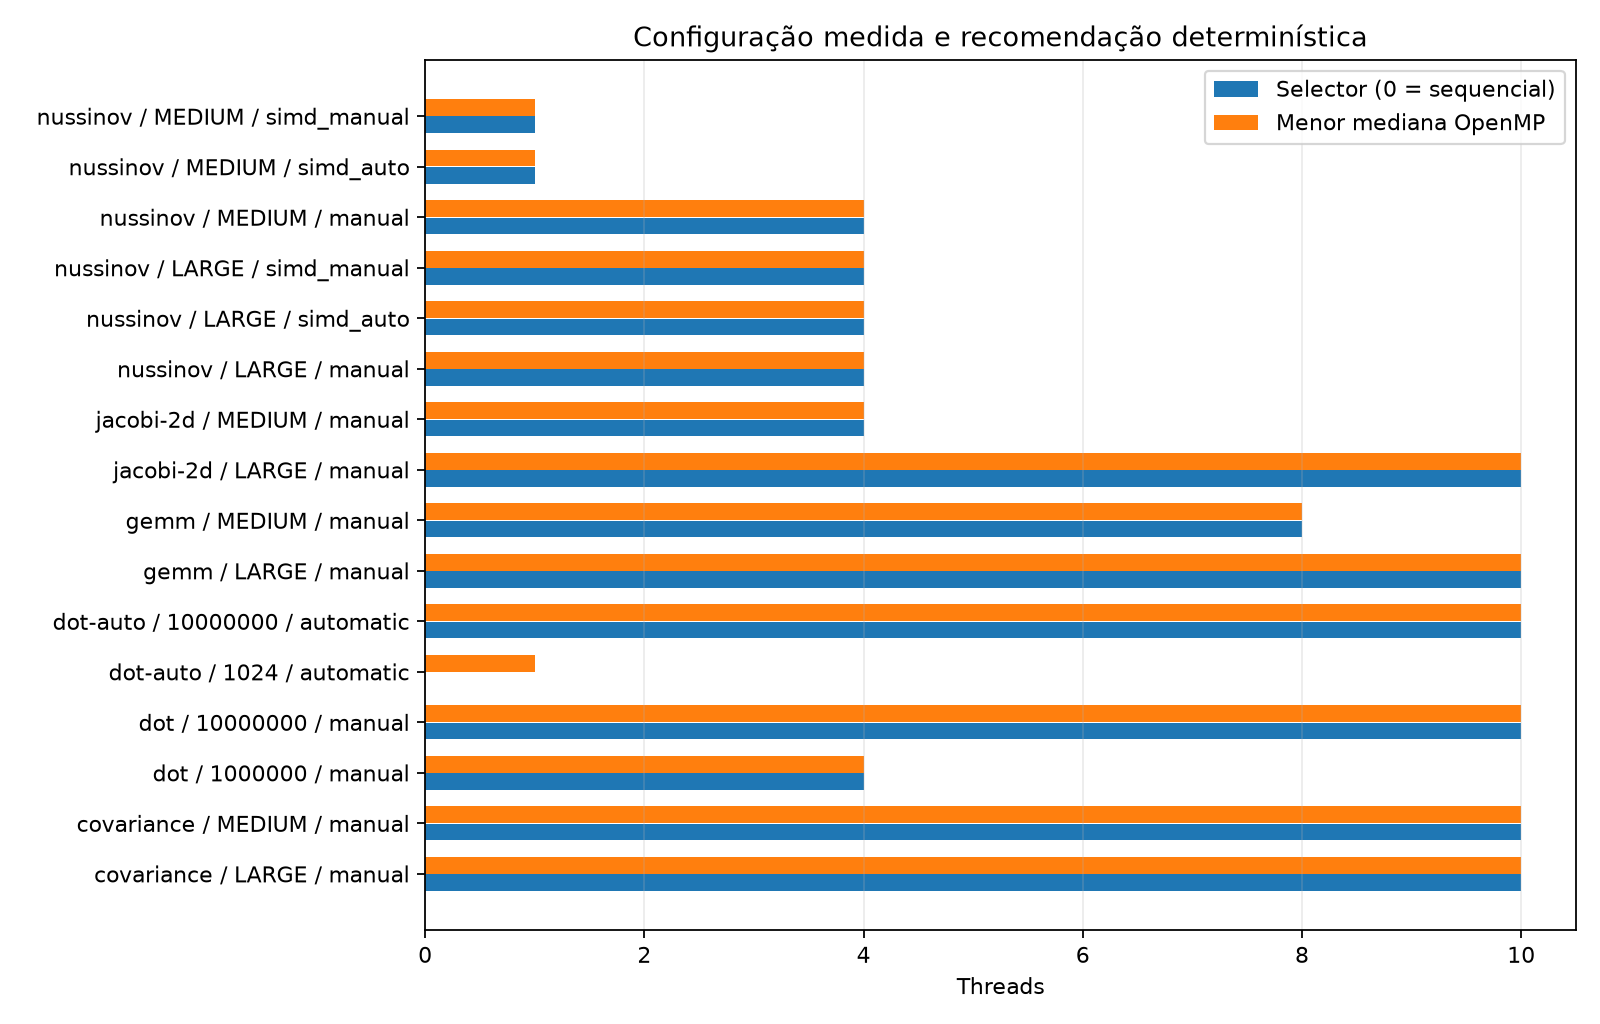 Configuração medida e recomendação determinística
Selector (0 = sequencial)
Menor mediana OpenMP
nussinov / MEDIUM / simd_manual
nussinov / MEDIUM / simd_auto
nussinov / MEDIUM / manual
nussinov / LARGE / simd_manual
nussinov / LARGE / simd_auto
nussinov / LARGE / manual
jacobi-2d / MEDIUM / manual
jacobi-2d / LARGE / manual
gemm / MEDIUM / manual
gemm / LARGE / manual
dot-auto / 10000000 / automatic
dot-auto / 1024 / automatic
dot / 10000000 / manual
dot / 1000000 / manual
covariance / MEDIUM / manual
covariance / LARGE / manual
0 2 4 6 8 10
Threads